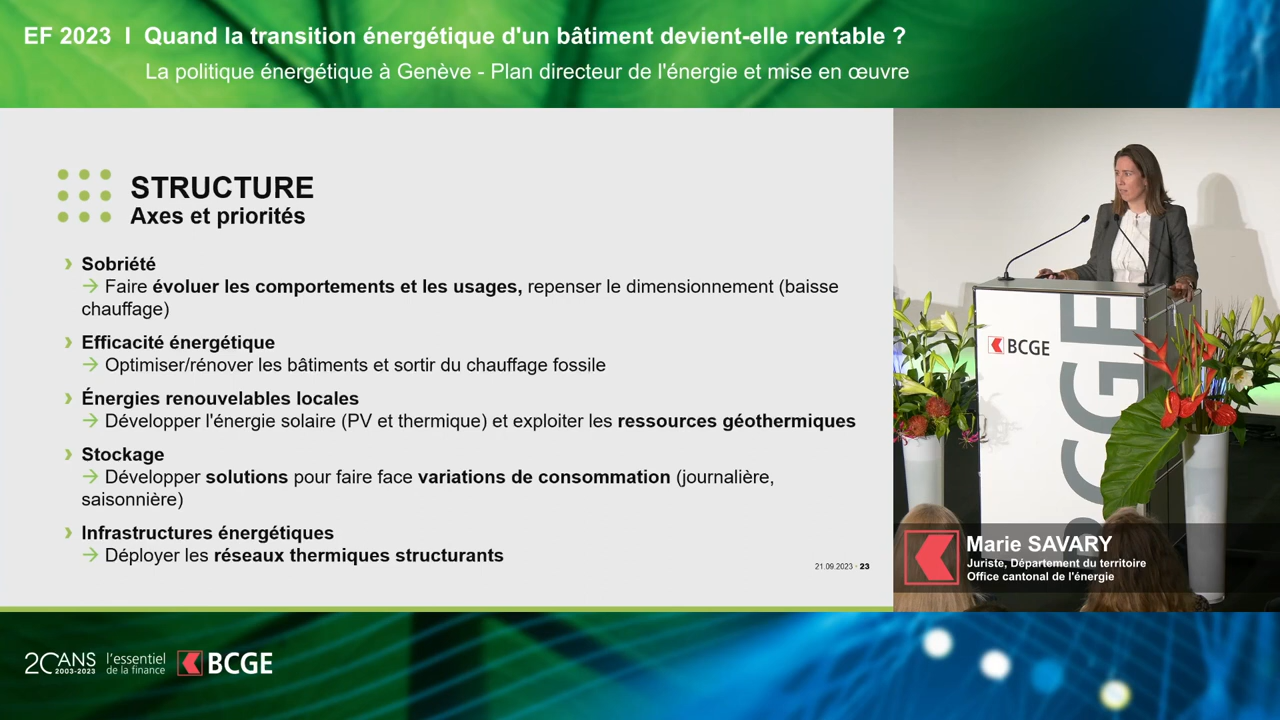 EF 2023 I Quand la transition énergétique d'un bâtiment devient-elle rentable ?
La politique énergétique à Genève - Plan directeur de l'énergie et mise en œuvre
STRUCTURE
Axes et priorités
› Sobriété
→ Faire évoluer les comportements et les usages, repenser le dimensionnement (baisse
chauffage)
› Efficacité énergétique
→ Optimiser/rénover les bâtiments et sortir du chauffage fossile
› Énergies renouvelables locales
→ Développer l'énergie solaire (PV et thermique) et exploiter les ressources géothermiques
› Stockage
→ Développer solutions pour faire face variations de consommation (journalière,
saisonnière)
› Infrastructures énergétiques
→ Déployer les réseaux thermiques structurants
21.09.2023 - 23
BCGE
BCGE
Marie SAVARY
Juriste, Département du territoire
Office cantonal de l'énergie
20 ANS
2003-2023
l'essentiel
de la finance
BCGE